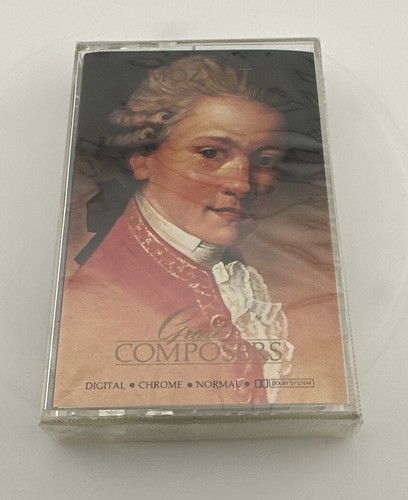 MOZART
Great
COMPOSERS
DIGITAL • CHROME • NORMAL • DOLBY SYSTEM